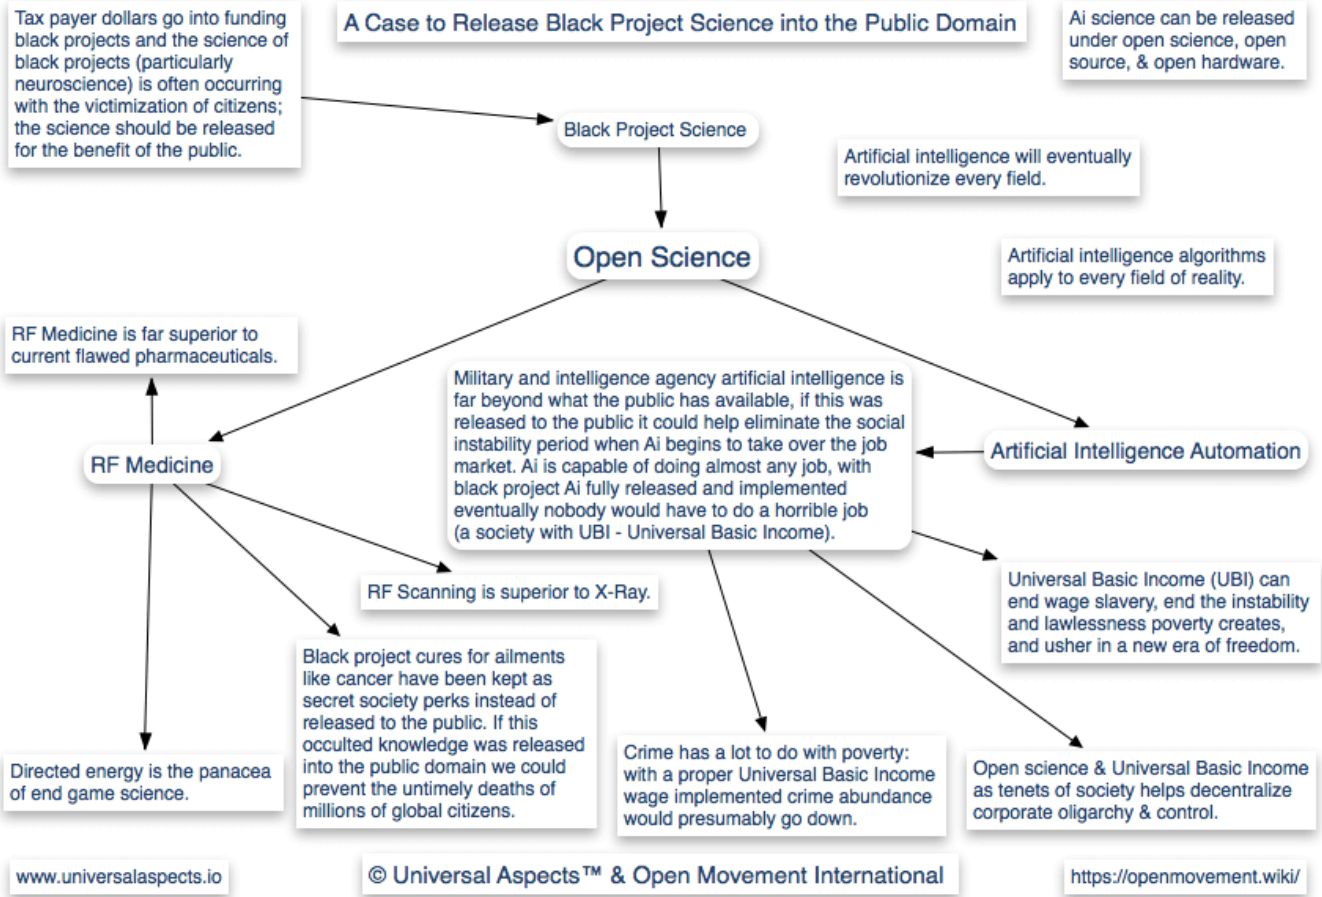 Tax payer dollars go into funding
black projects and the science of
black projects (particularly
neuroscience) is often occurring
with the victimization of citizens;
the science should be released
for the benefit of the public.
A Case to Release Black Project Science into the Public Domain
Ai science can be released
under open science, open
source, & open hardware.
Black Project Science
Artificial intelligence will eventually
revolutionize every field.
Open Science
Artificial intelligence algorithms
apply to every field of reality.
RF Medicine is far superior to
current flawed pharmaceuticals.
Military and intelligence agency artificial intelligence is
far beyond what the public has available, if this was
released to the public it could help eliminate the social
instability period when Ai begins to take over the job
market. Ai is capable of doing almost any job, with
black project Ai fully released and implemented
eventually nobody would have to do a horrible job
(a society with UBI - Universal Basic Income).
RF Medicine
Artificial Intelligence Automation
RF Scanning is superior to X-Ray.
Universal Basic Income (UBI) can
end wage slavery, end the instability
and lawlessness poverty creates,
and usher in a new era of freedom.
Black project cures for ailments
like cancer have been kept as
secret society perks instead of
released to the public. If this
occulted knowledge was released
into the public domain we could
prevent the untimely deaths of
millions of global citizens.
Directed energy is the panacea
of end game science.
Crime has a lot to do with poverty:
with a proper Universal Basic Income
wage implemented crime abundance
would presumably go down.
Open science & Universal Basic Income
as tenets of society helps decentralize
corporate oligarchy & control.
www.universalaspects.io
© Universal Aspects™ & Open Movement International
https://openmovement.wiki/